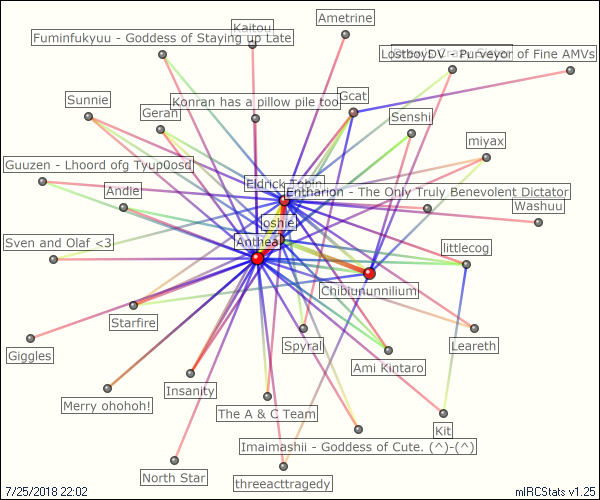 Ametrine
Kaitou
Fuminfukyuu - Goddess of Staying up Late
LostboyDV - Purveyor of Fine AMVs
Sunnie
Konran has a pillow pile too
Gcat
Geran
Senshi
miyax
Guuzen - Lhoord ofg Tyup0osd
Eldrick Tobin
Andie
Entharion - The Only Truly Benevolent Dictator
Washuu
oshie
Sven and Olaf <3
Anthea
littlecog
Chibiununnilium
Starfire
Giggles
Spyral
Leareth
Ami Kintaro
Insanity
Merry ohohoh!
The A & C Team
Kit
Imaimashii - Goddess of Cute. (^)-(^)
North Star
threeacttragedy
7/25/2018 22:02
mIRCStats v1.25